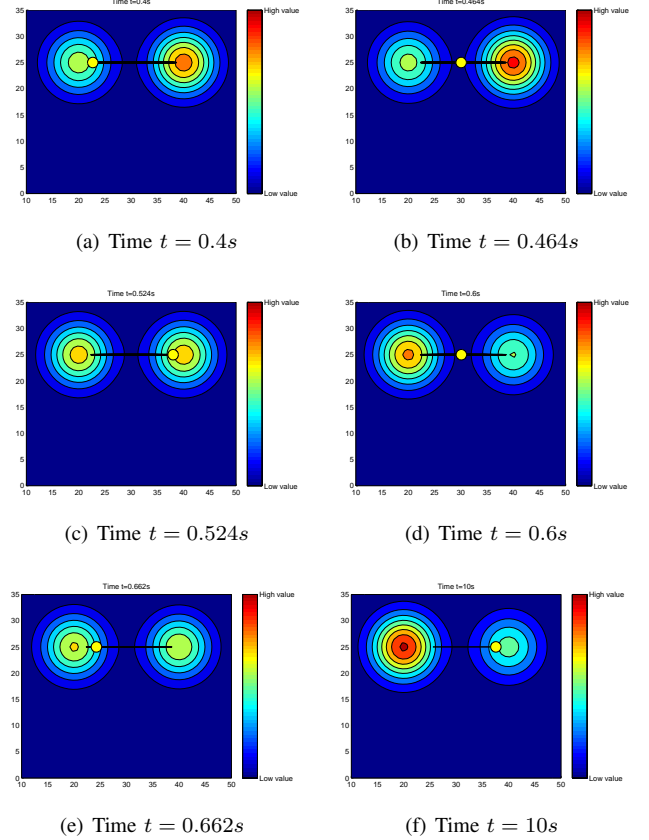 Time t=0.4s
High value
35
30
25
20
15
10
5
0
Low value
10 15 20 25 30 35 40 45 50
(a) Time t = 0.4s
Time t=0.464s
High value
35
30
25
20
15
10
5
0
Low value
10 15 20 25 30 35 40 45 50
(b) Time t = 0.464s
Time t=0.524s
High value
35
30
25
20
15
10
5
0
Low value
10 15 20 25 30 35 40 45 50
(c) Time t = 0.524s
Time t=0.6s
High value
35
30
25
20
15
10
5
0
Low value
10 15 20 25 30 35 40 45 50
(d) Time t = 0.6s
Time t=0.662s
High value
35
30
25
20
15
10
5
0
Low value
10 15 20 25 30 35 40 45 50
(e) Time t = 0.662s
Time t=10s
High value
35
30
25
20
15
10
5
0
Low value
10 15 20 25 30 35 40 45 50
(f) Time t = 10s